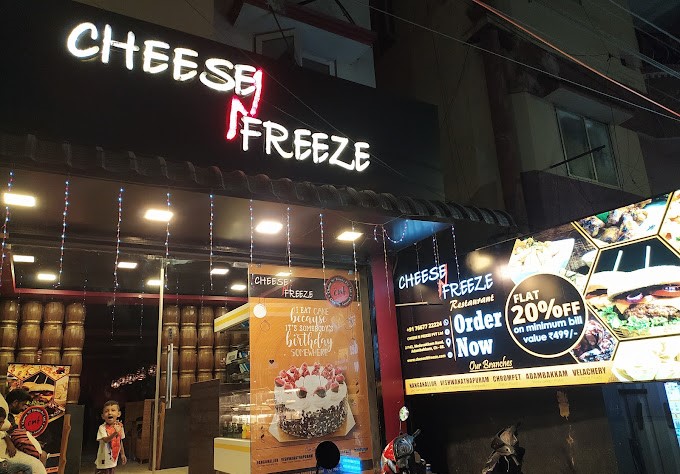 CHEESE
N
FREEZE
CHEESE
FREEZE
I EAT CAKE
because
IT'S SOMEBODY'S
birthday
SOMEWHERE
CHEESE
FREEZE
Restaurant
Order
Now
FLAT
20% OFF
on minimum bill
value ₹499/-
Our Branches
NANGANALLUR VISHWANATHAPURAM CHROMPET ADAMBAKKAM VELACHERY